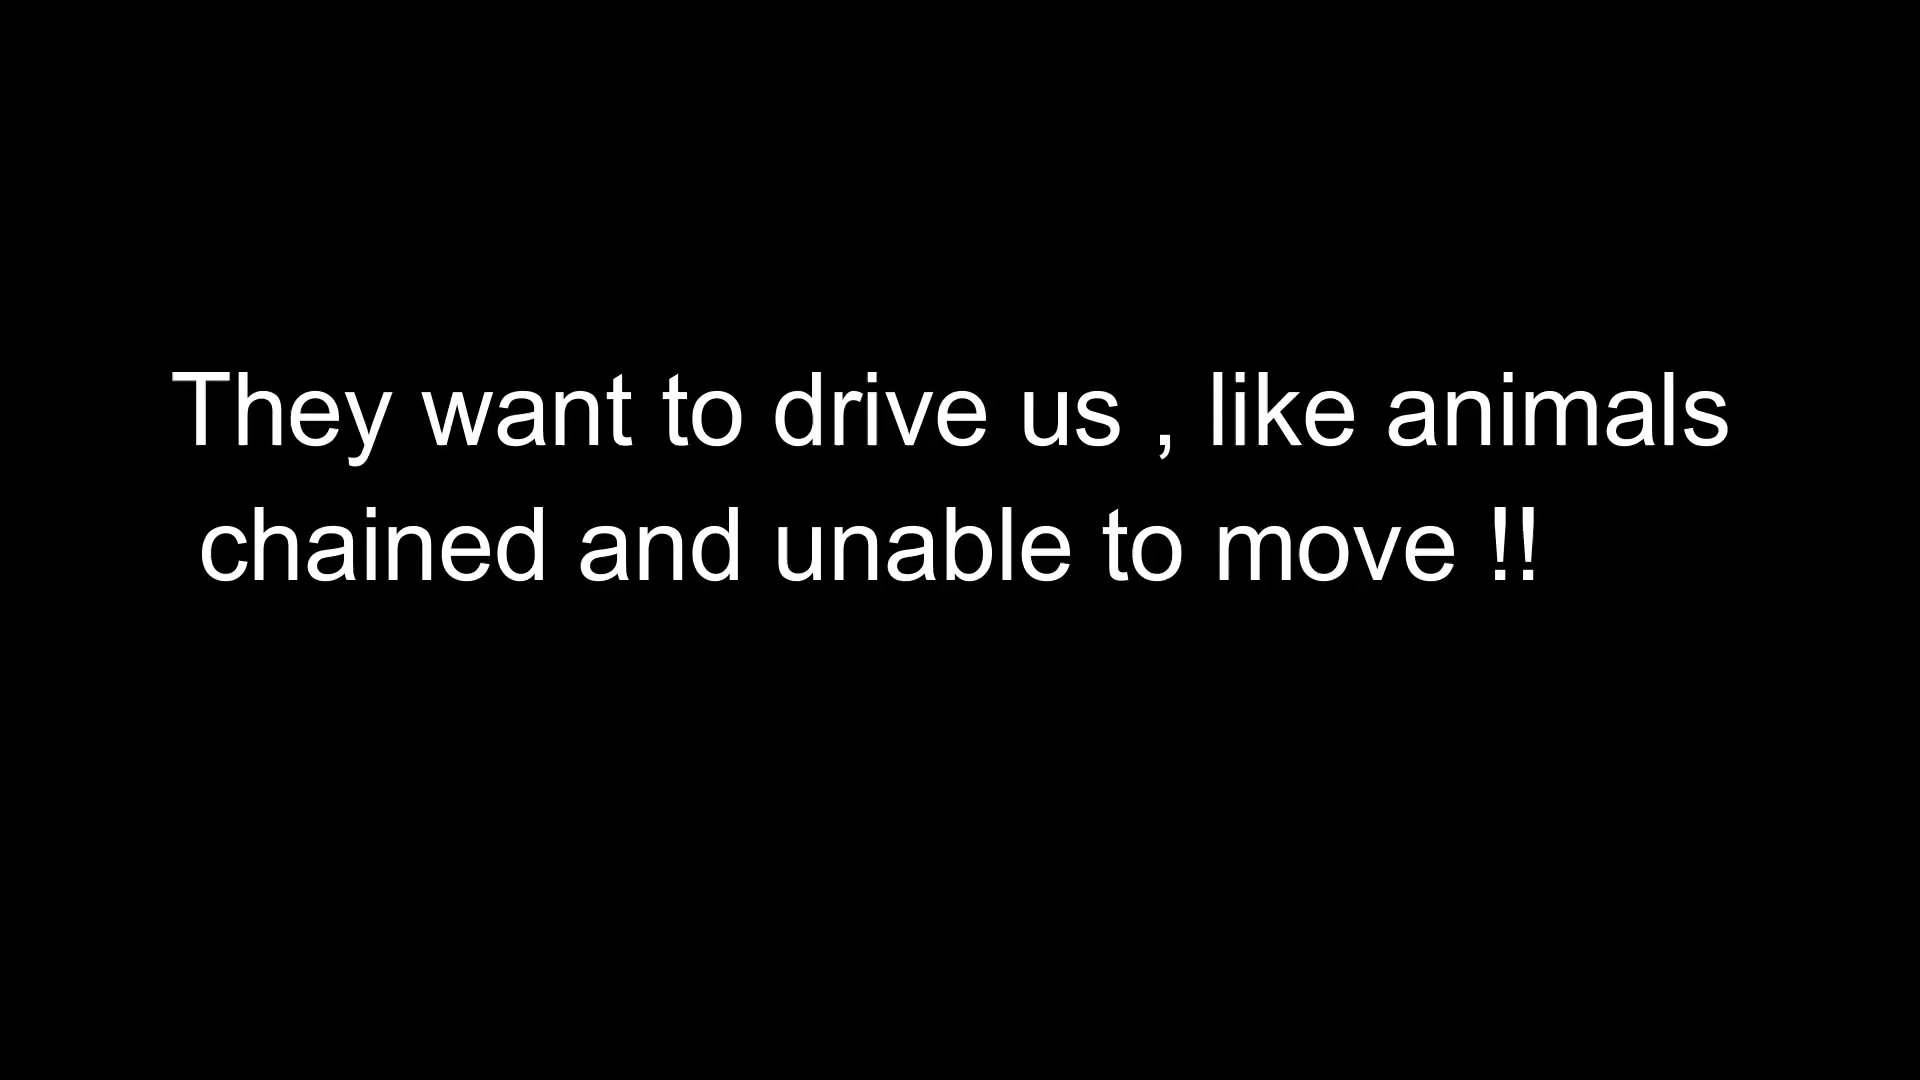 They want to drive us , like animals
chained and unable to move !!